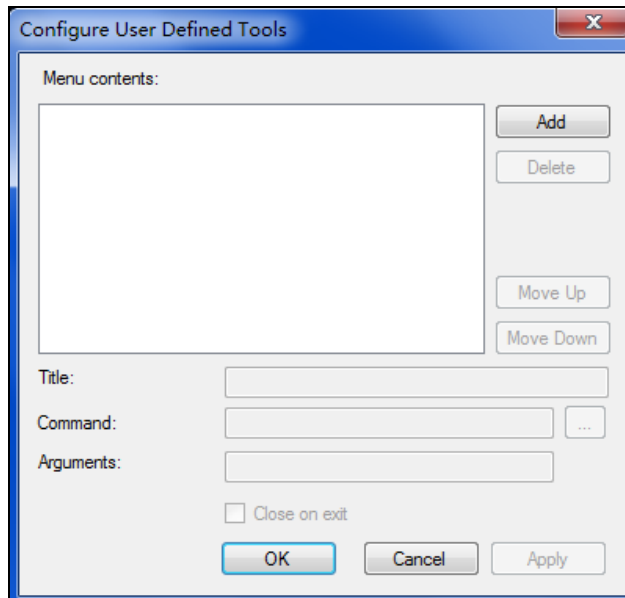 Configure User Defined Tools
x
Menu contents:
Add
Delete
Move Up
Move Down
Title:
Command:
...
Arguments:
Close on exit
OK
Cancel
Apply